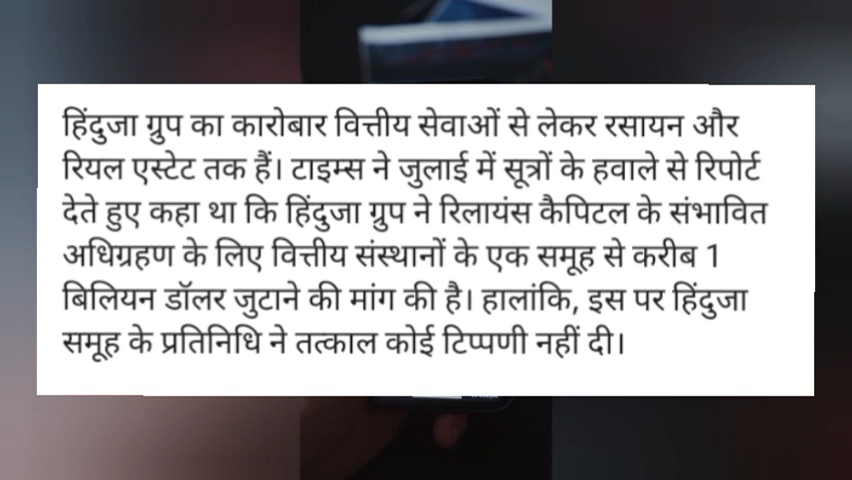 हिंदुजा ग्रुप का कारोबार वित्तीय सेवाओं से लेकर रसायन और
रियल एस्टेट तक हैं। टाइम्स ने जुलाई में सूत्रों के हवाले से रिपोर्ट
देते हुए कहा था कि हिंदुजा ग्रुप ने रिलायंस कैपिटल के संभावित
अधिग्रहण के लिए वित्तीय संस्थानों के एक समूह से करीब 1
बिलियन डॉलर जुटाने की मांग की है। हालांकि, इस पर हिंदुजा
समूह के प्रतिनिधि ने तत्काल कोई टिप्पणी नहीं दी।